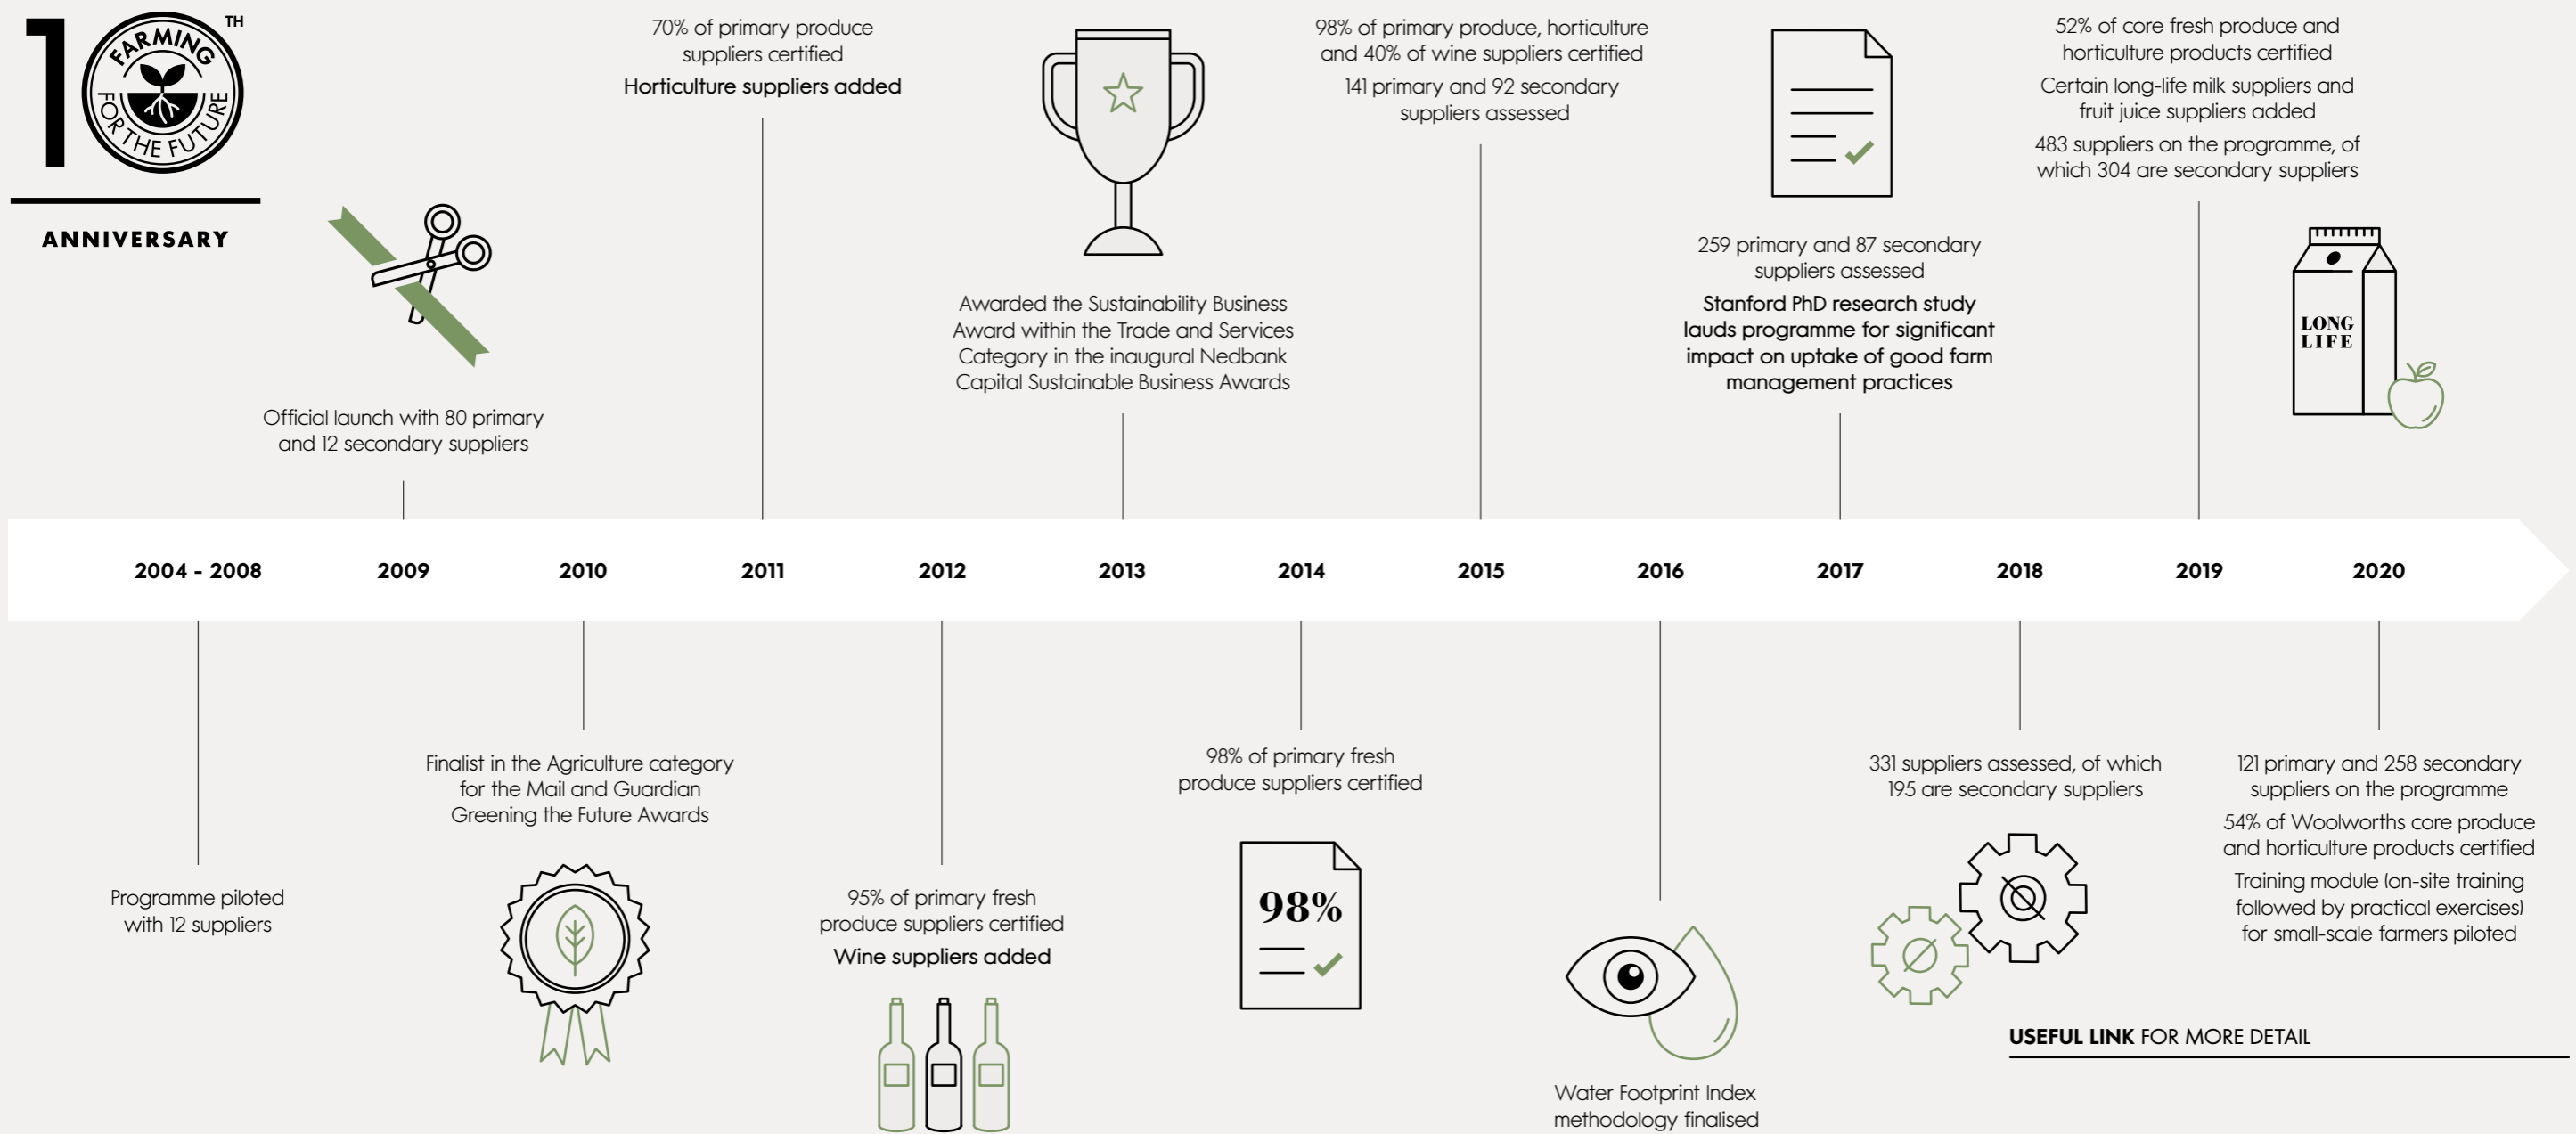 10TH
FARMING
FOR THE FUTURE
ANNIVERSARY
Official launch with 80 primary
and 12 secondary suppliers
70% of primary produce
suppliers certified
Horticulture suppliers added
Awarded the Sustainability Business
Award within the Trade and Services
Category in the inaugural Nedbank
Capital Sustainable Business Awards
98% of primary produce, horticulture
and 40% of wine suppliers certified
141 primary and 92 secondary
suppliers assessed
259 primary and 87 secondary
suppliers assessed
Stanford PhD research study
lauds programme for significant
impact on uptake of good farm
management practices
52% of core fresh produce and
horticulture products certified
Certain long-life milk suppliers and
fruit juice suppliers added
483 suppliers on the programme, of
which 304 are secondary suppliers
LONG
LIFE
2004 - 2008
2009
2010
2011
2012
2013
2014
2015
2016
2017
2018
2019
2020
Programme piloted
with 12 suppliers
Finalist in the Agriculture category
for the Mail and Guardian
Greening the Future Awards
95% of primary fresh
produce suppliers certified
Wine suppliers added
98% of primary fresh
produce suppliers certified
98%
Water Footprint Index
methodology finalised
331 suppliers assessed, of which
195 are secondary suppliers
121 primary and 258 secondary
suppliers on the programme
54% of Woolworths core produce
and horticulture products certified
Training module (on-site training
followed by practical exercises)
for small-scale farmers piloted
USEFUL LINK FOR MORE DETAIL